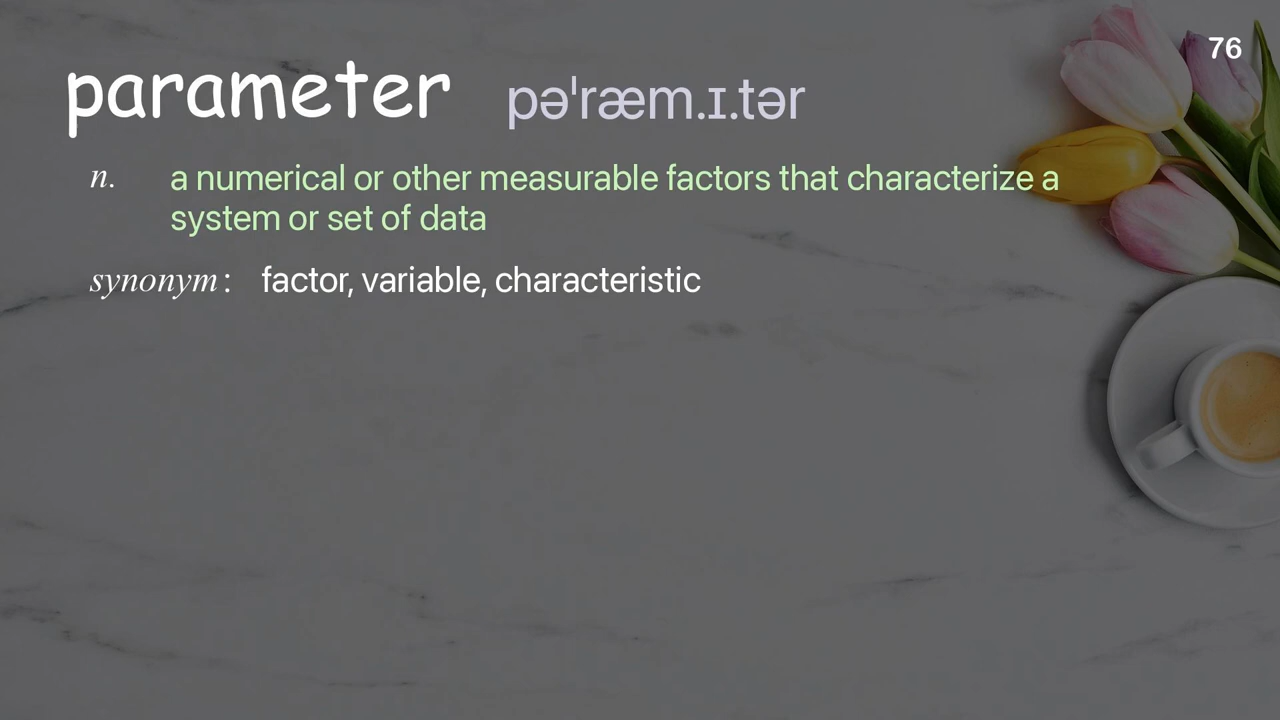 76
parameter pəˈræm.ɪ.tər
n. a numerical or other measurable factors that characterize a
system or set of data
synonym: factor, variable, characteristic